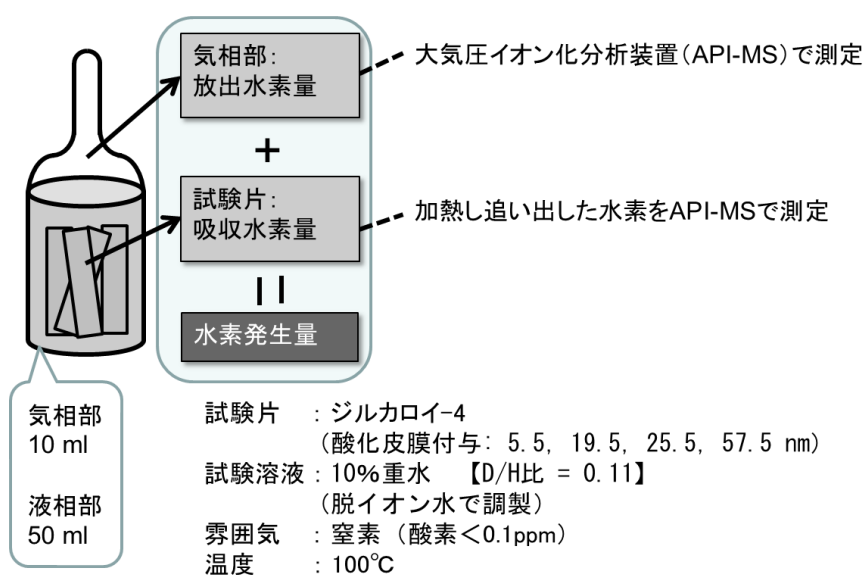 気相部:
放出水素量
大気圧イオン化分析装置(API-MS)で測定
+
試験片:
吸収水素量
加熱し追い出した水素をAPI-MSで測定
=
水素発生量
気相部
10 ml
液相部
50 ml
試験片 : ジルカロイ-4
(酸化皮膜付与: 5.5, 19.5, 25.5, 57.5 nm)
試験溶液 : 10%重水 【D/H比 = 0.11】
(脱イオン水で調製)
雰囲気 : 窒素 (酸素<0.1ppm)
温度 : 100℃